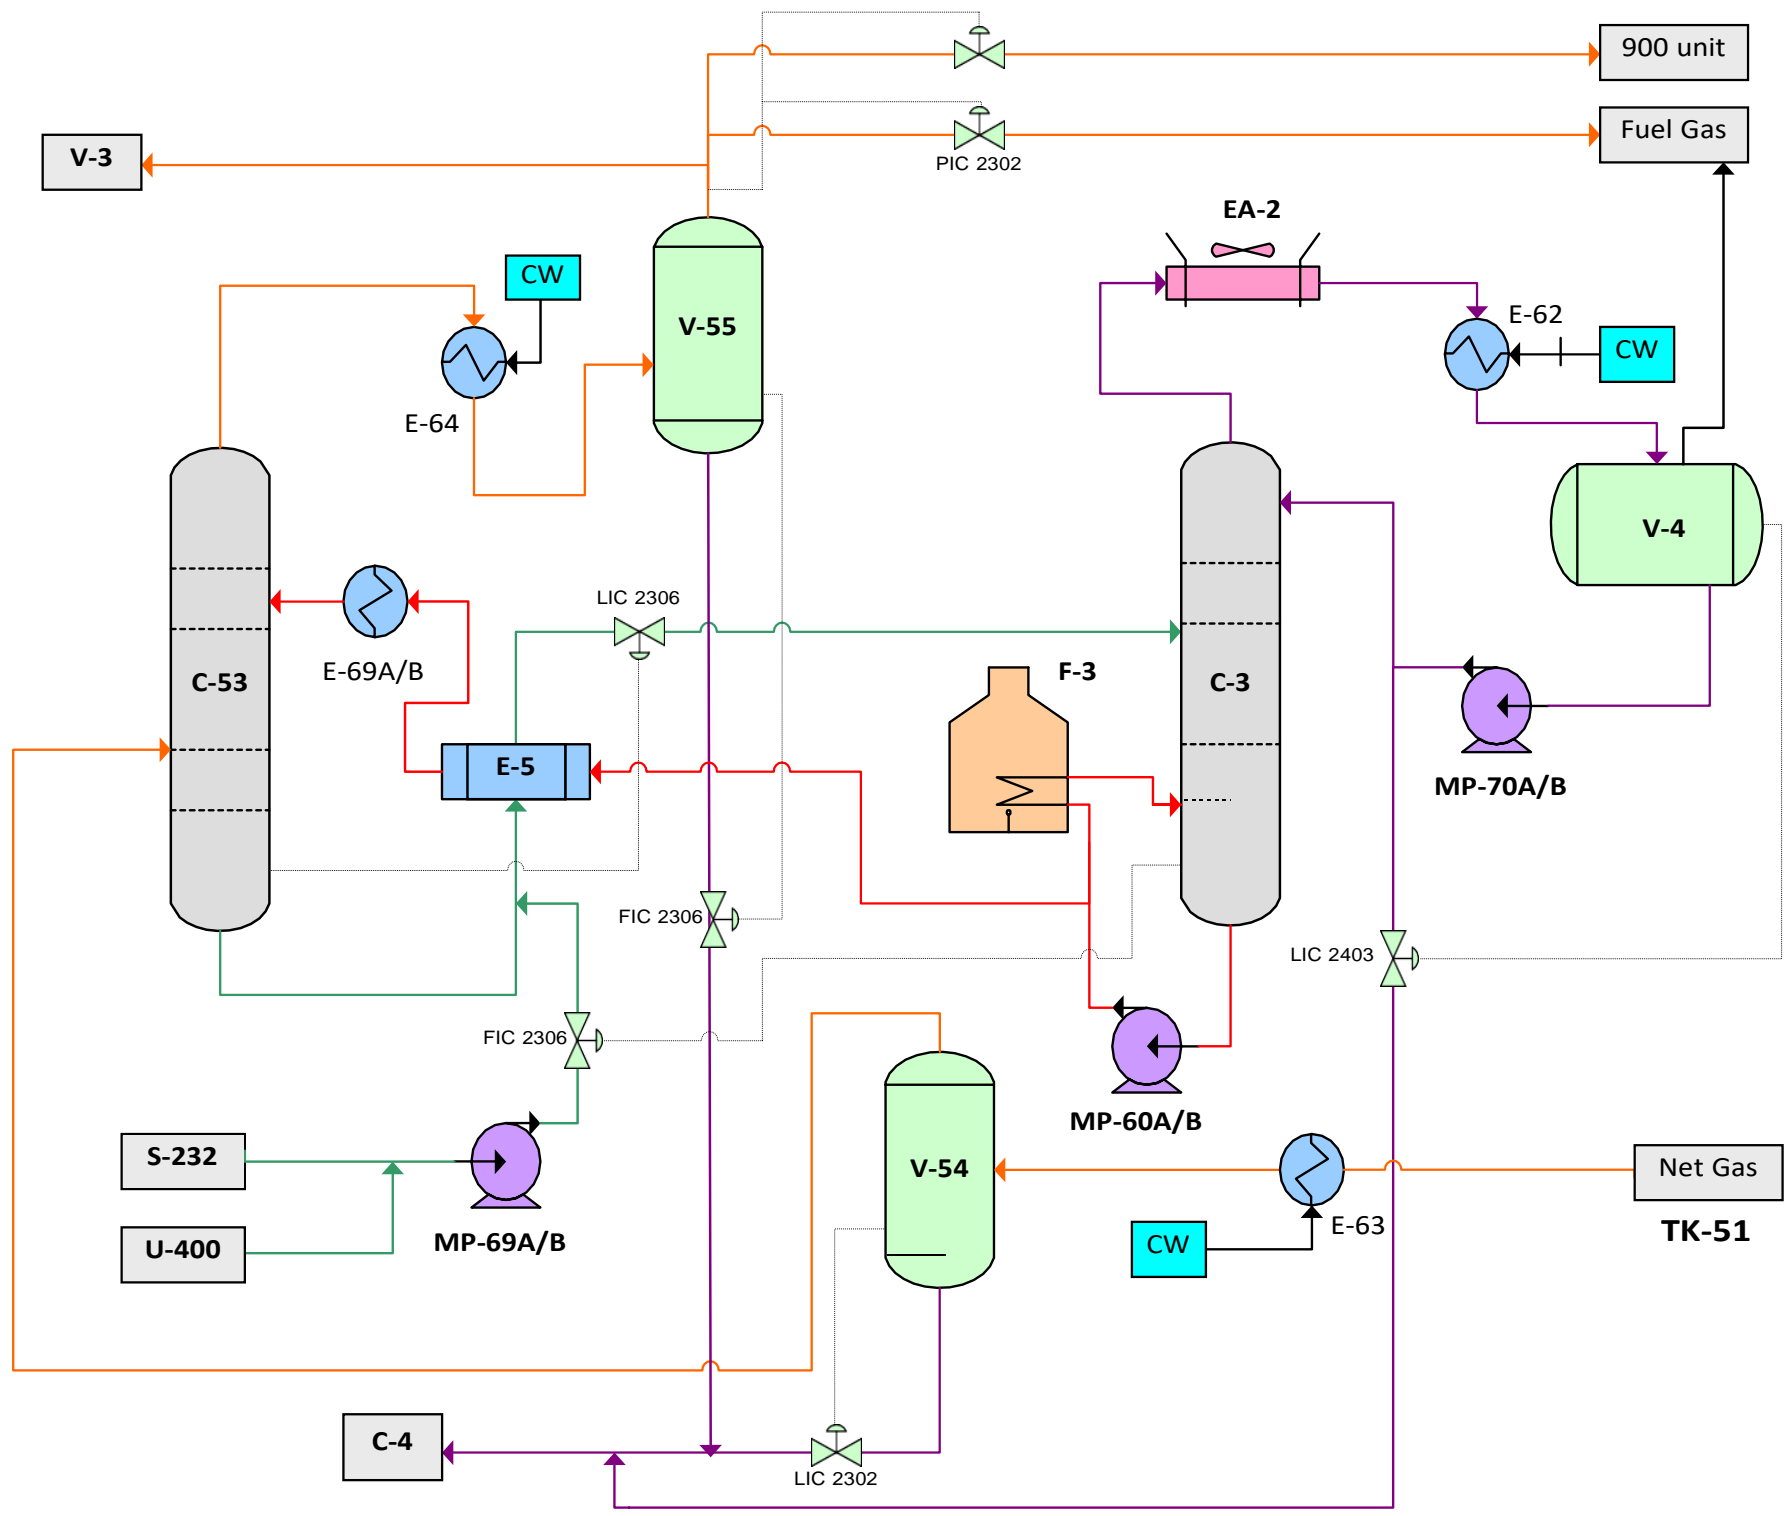 900 unit
Fuel Gas
V-3
PIC 2302
EA-2
CW
V-55
E-62
CW
E-64
V-4
LIC 2306
E-69A/B
C-53
F-3
C-3
E-5
MP-70A/B
FIC 2306
LIC 2403
FIC 2306
MP-60A/B
S-232
V-54
Net Gas
E-63
TK-51
U-400
MP-69A/B
CW
C-4
LIC 2302